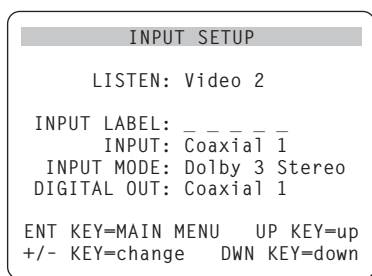 INPUT SETUP
LISTEN: Video 2
INPUT LABEL: _ _ _ _ _
INPUT: Coaxial 1
INPUT MODE: Dolby 3 Stereo
DIGITAL OUT: Coaxial 1
ENT KEY=MAIN MENU UP KEY=up
+/- KEY=change DWN KEY=down